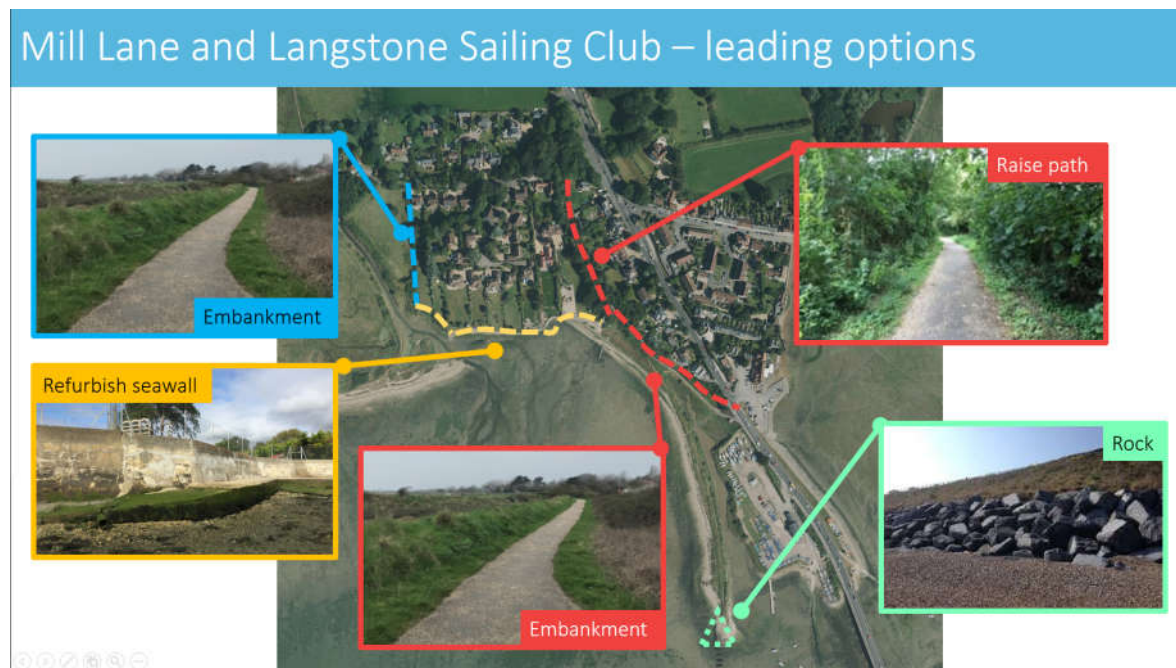 Mill Lane and Langstone Sailing Club – leading options
Raise path
Embankment
Refurbish seawall
Rock
Embankment